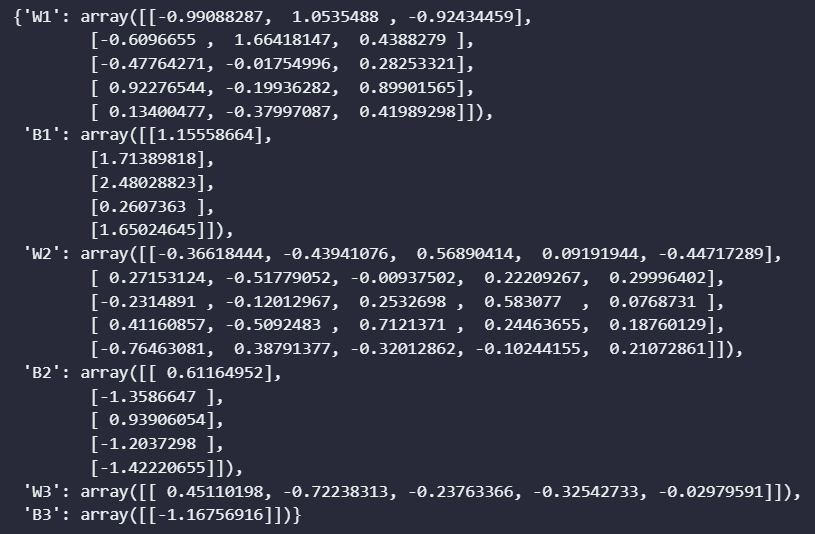 {'W1': array([[-0.99088287,  1.0535488 , -0.92434459],
        [-0.6096655 ,  1.66418147,  0.4388279 ],
        [-0.47764271, -0.01754996,  0.28253321],
        [ 0.92276544, -0.19936282,  0.89901565],
        [ 0.13400477, -0.37997087,  0.41989298]]),
 'B1': array([[1.15558664],
        [1.71389818],
        [2.48028823],
        [0.2607363 ],
        [1.65024645]]),
 'W2': array([[-0.36618444, -0.43941076,  0.56890414,  0.09191944, -0.44717289],
        [ 0.27153124, -0.51779052, -0.00937502,  0.22209267,  0.29996402],
        [-0.2314891 , -0.12012967,  0.2532698 ,  0.583077  ,  0.0768731 ],
        [ 0.41160857, -0.5092483 ,  0.7121371 ,  0.24463655,  0.18760129],
        [-0.76463081,  0.38791377, -0.32012862, -0.10244155,  0.21072861]]),
 'B2': array([[ 0.61164952],
        [-1.3586647 ],
        [ 0.93906054],
        [-1.2037298 ],
        [-1.42220655]]),
 'W3': array([[ 0.45110198, -0.72238313, -0.23763366, -0.32542733, -0.02979591]]),
 'B3': array([[-1.16756916]])}